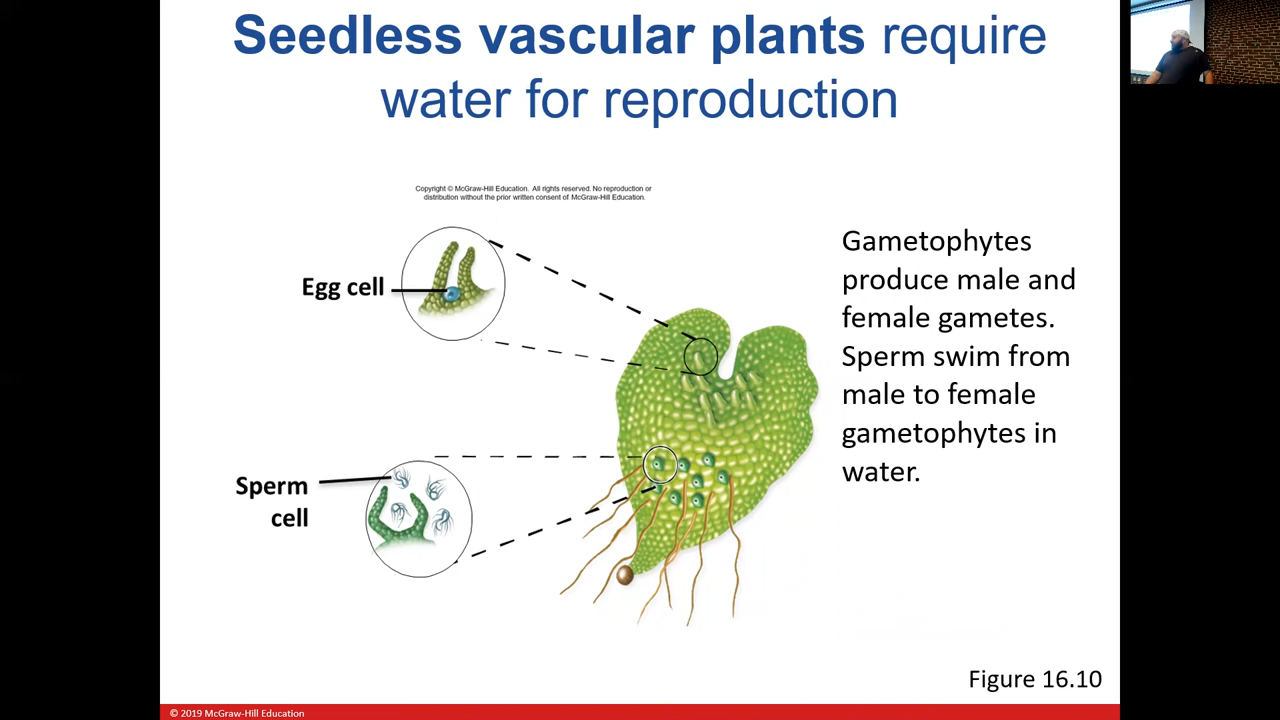 Seedless vascular plants require
water for reproduction
Copyright © McGraw-Hill Education. All rights reserved. No reproduction or
distribution without the prior written consent of McGraw-Hill Education.
Egg cell
Gametophytes
produce male and
female gametes.
Sperm swim from
male to female
gametophytes in
water.
Sperm
cell
Figure 16.10
© 2019 McGraw-Hill Education